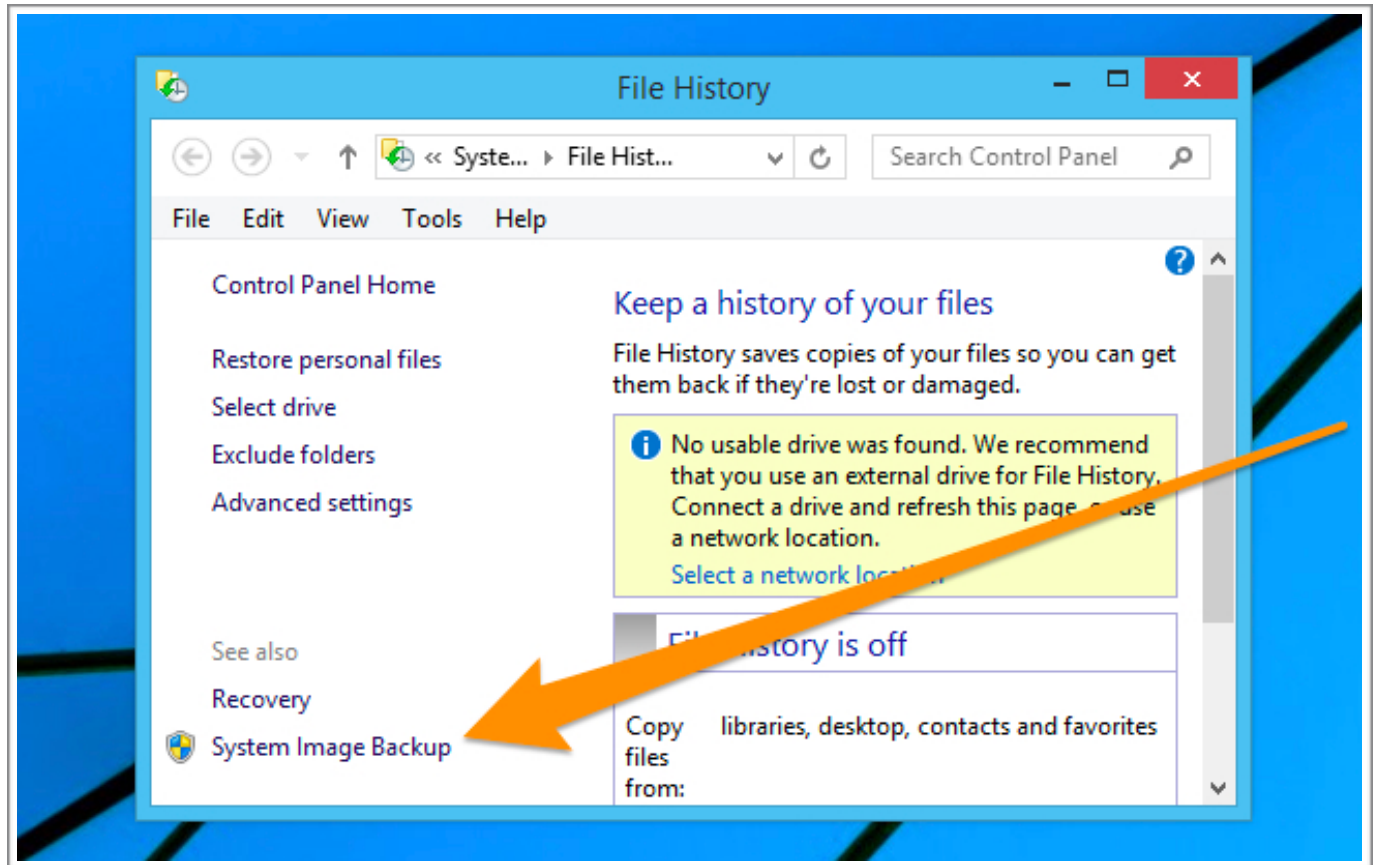 File History
« Syste... File Hist...
Search Control Panel
File Edit View Tools Help
Control Panel Home
Restore personal files
Select drive
Exclude folders
Advanced settings
See also
Recovery
System Image Backup
Keep a history of your files
File History saves copies of your files so you can get
them back if they're lost or damaged.
No usable drive was found. We recommend
that you use an external drive for File History.
Connect a drive and refresh this page, or use
a network location.
Select a network location
File History is off
Copy libraries, desktop, contacts and favorites
files
from: